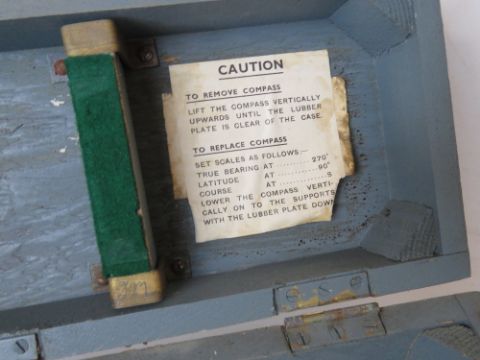 CAUTION
TO REMOVE COMPASS
LIFT THE COMPASS VERTICALLY
UPWARDS UNTIL THE LUBBER
PLATE IS CLEAR OF THE CASE.
TO REPLACE COMPASS
SET SCALES AS FOLLOWS:-
TRUE BEARING AT ........... 270°
LATITUDE AT ............ 90°
COURSE AT ............... S
LOWER THE COMPASS VERTI-
CALLY ON TO THE SUPPORTS
WITH THE LUBBER PLATE DOWN